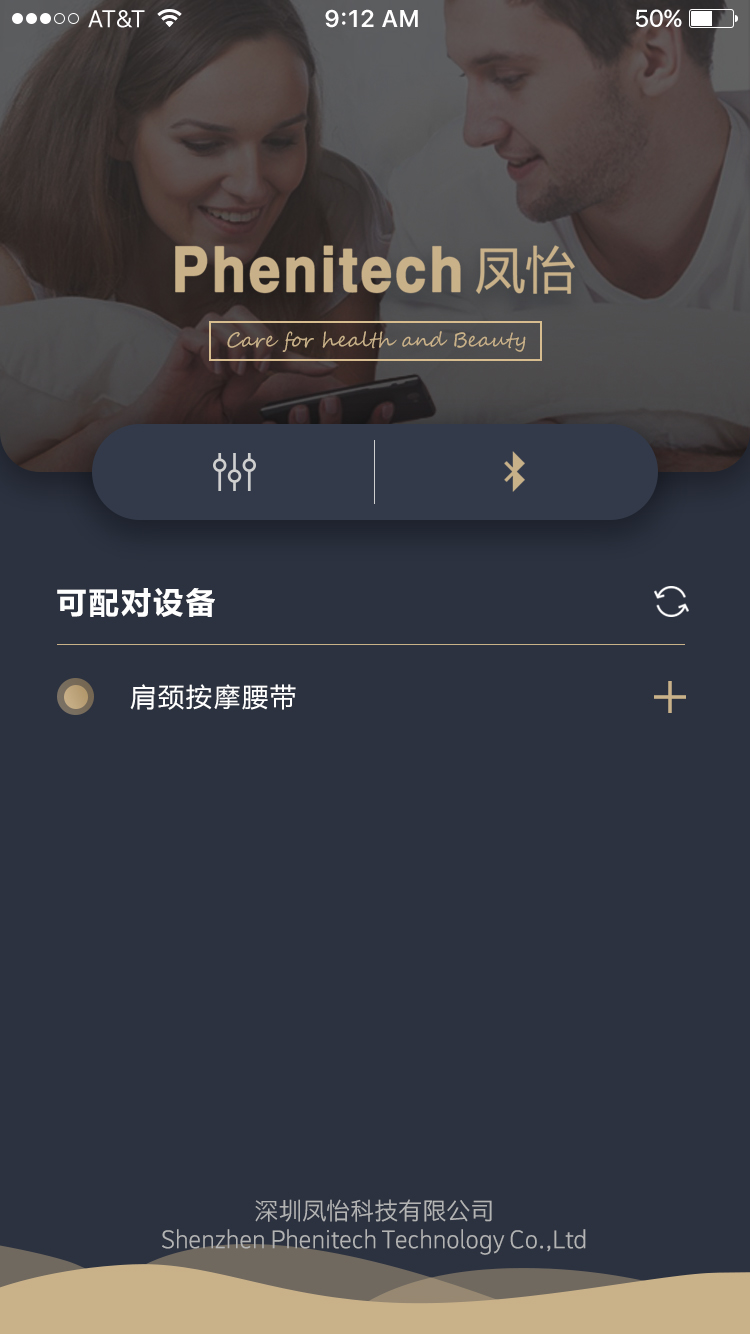 AT&T 9:12 AM 50%
Phenitech 凤怡
Care for health and Beauty
可配对设备
肩颈按摩腰带
深圳凤怡科技有限公司
Shenzhen Phenitech Technology Co.,Ltd